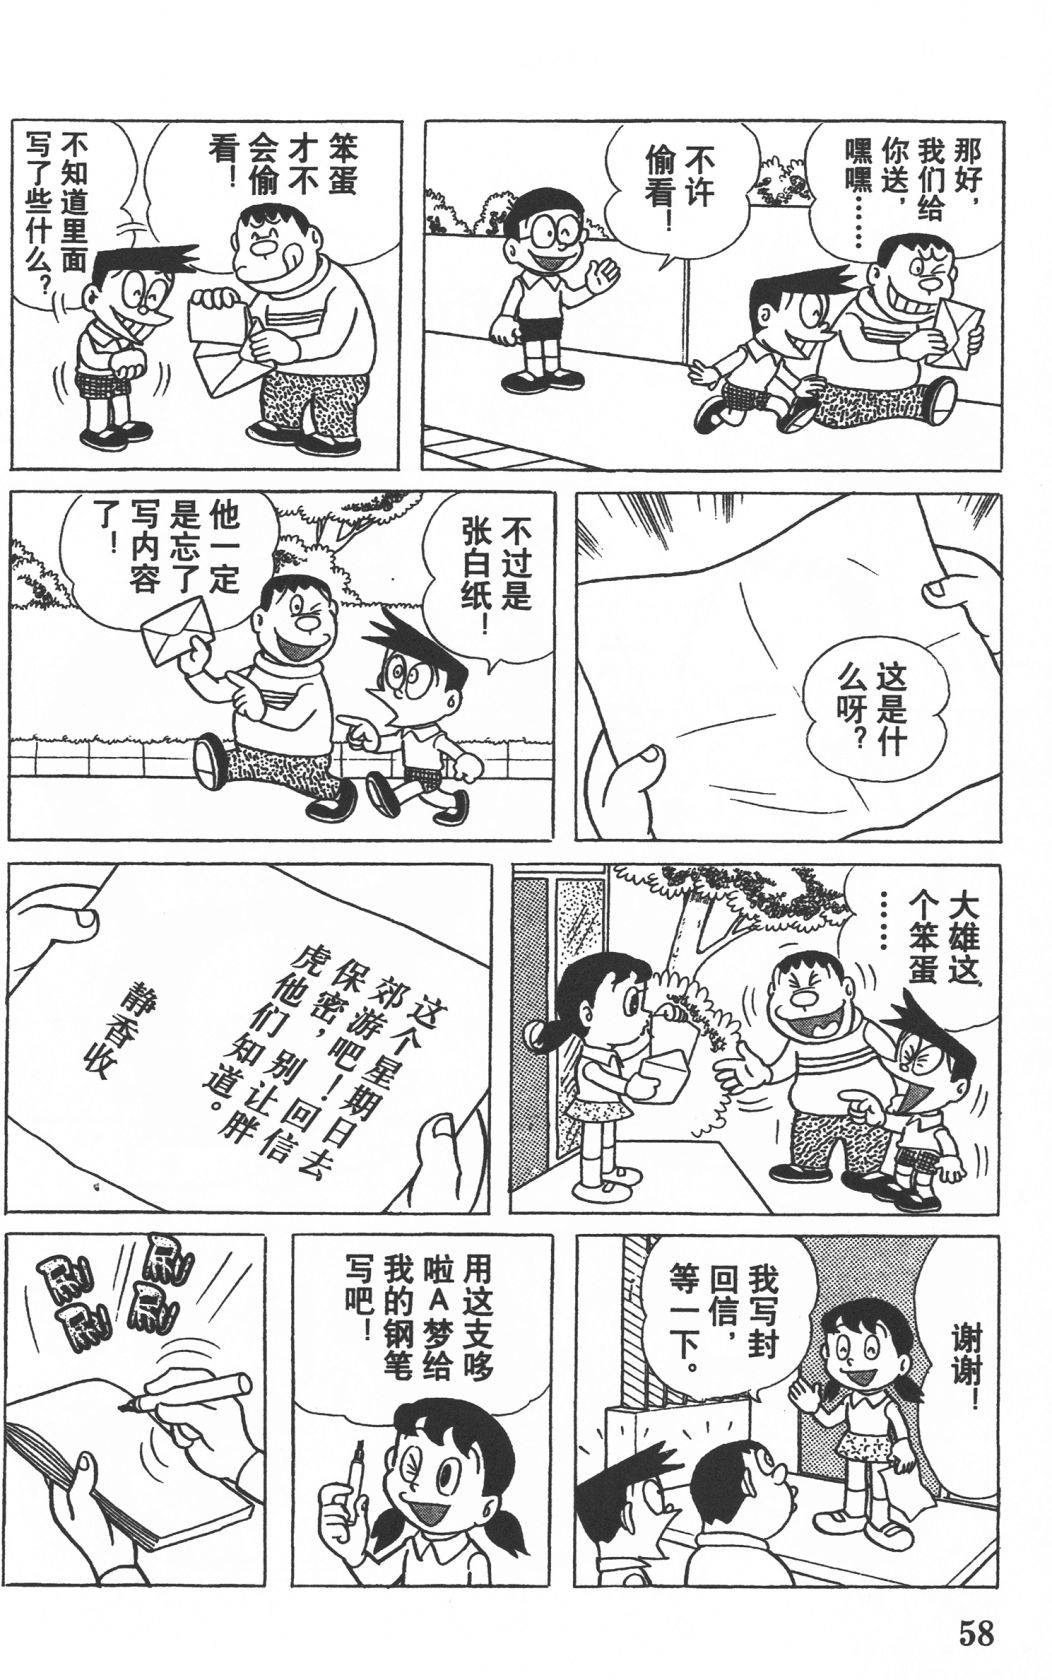 那好，
我们给
你送，
嘿嘿……
不许
偷看！
笨蛋
才不
会偷
看！
不知道里面
写了些什么？
这是什
么呀？
不过是
张白纸！
他一定
是忘了
写内容
了！
大雄这
个笨蛋
……
这个星期日去
郊游吧！回信
保密，别让胖
虎他们知道。
静香收
谢谢！
我写封
回信，
等一下。
用这支哆
啦A梦给
我的钢笔
写吧！
刷
刷
刷
刷
58